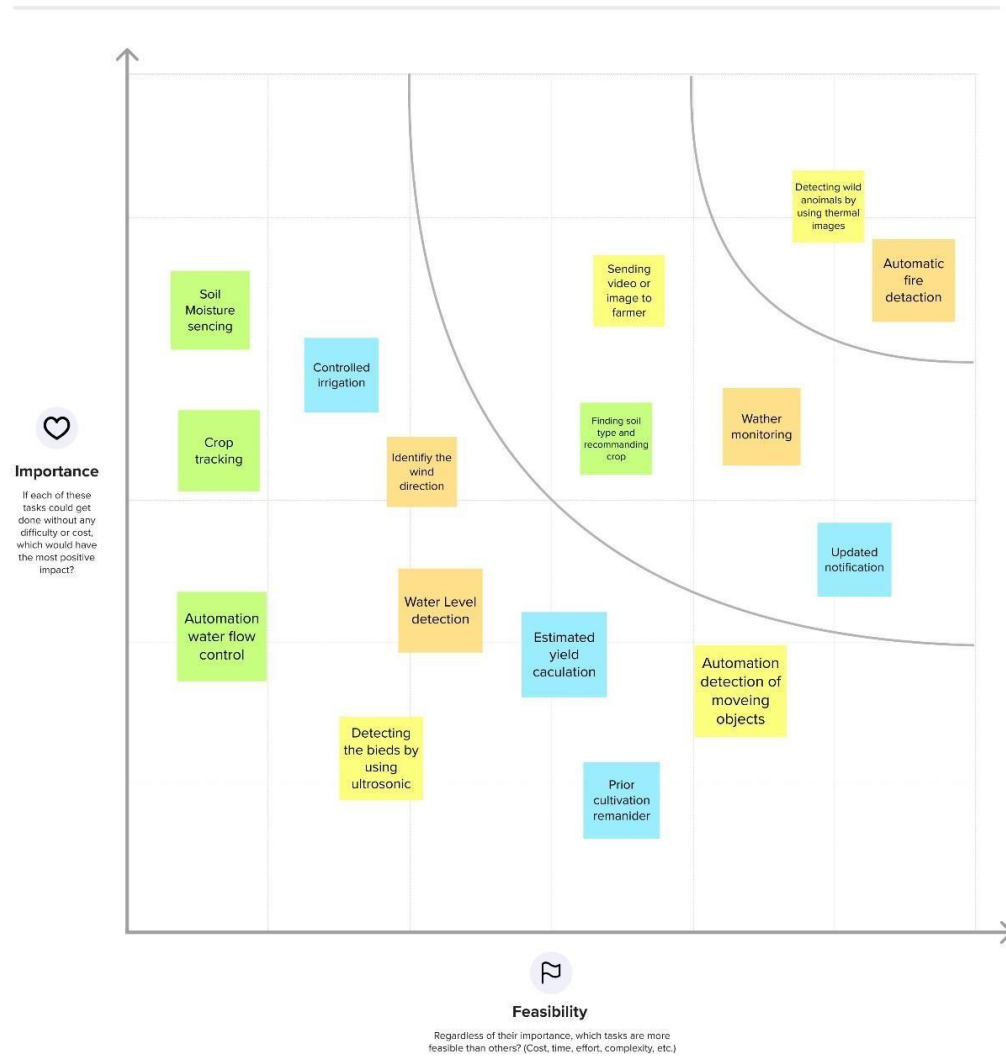 Detecting wild
anoimals by
using thermal
images
Automatic
fire
detaction
Sending
video or
image to
farmer
Soil
Moisture
sencing
Controlled
irrigation
Wather
monitoring
Finding soil
type and
recommanding
crop
Crop
tracking
Identifiy the
wind
direction
Importance
If each of these
tasks could get
done without any
difficulty or cost,
which would have
the most positive
impact?
Updated
notification
Water Level
detection
Automation
water flow
control
Estimated
yield
caculation
Automation
detection of
moveing
objects
Detecting
the bieds by
using
ultrosonic
Prior
cultivation
remanider
Feasibility
Regardless of their importance, which tasks are more
feasible than others? (Cost, time, effort, complexity, etc.)